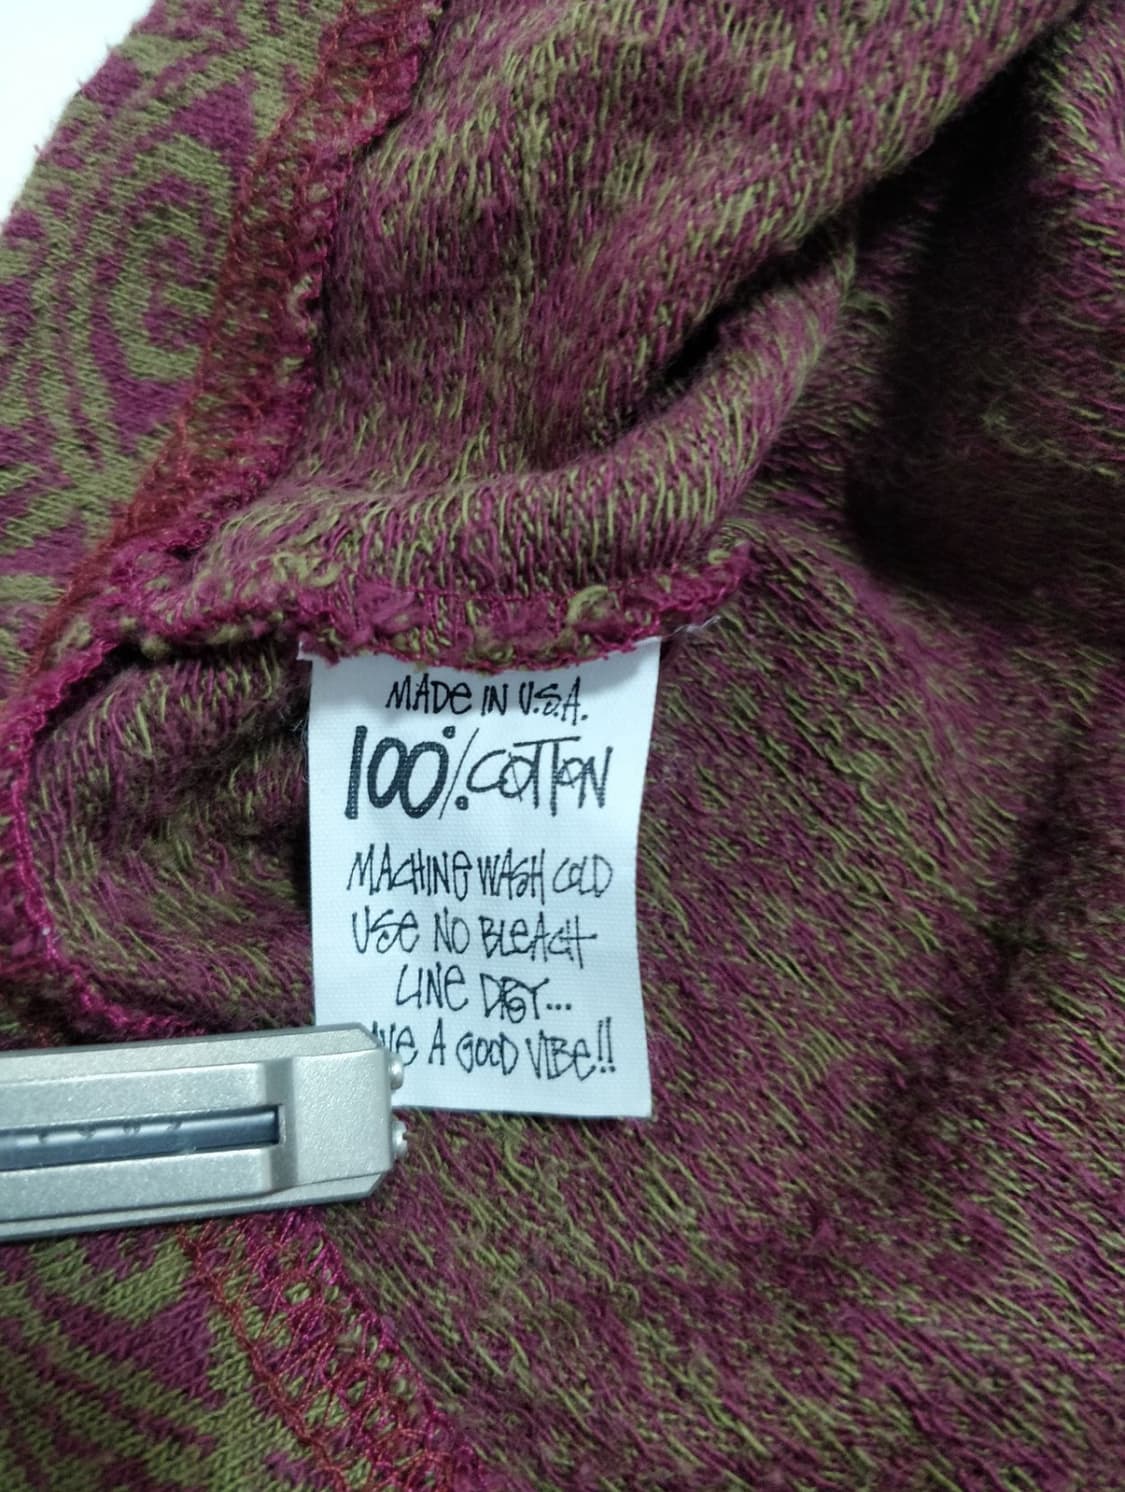 MADE IN U.S.A.
100% COTTON
MACHINE WASH COLD
USE NO BLEACH
LINE DRY...
A GOOD VIBE!!